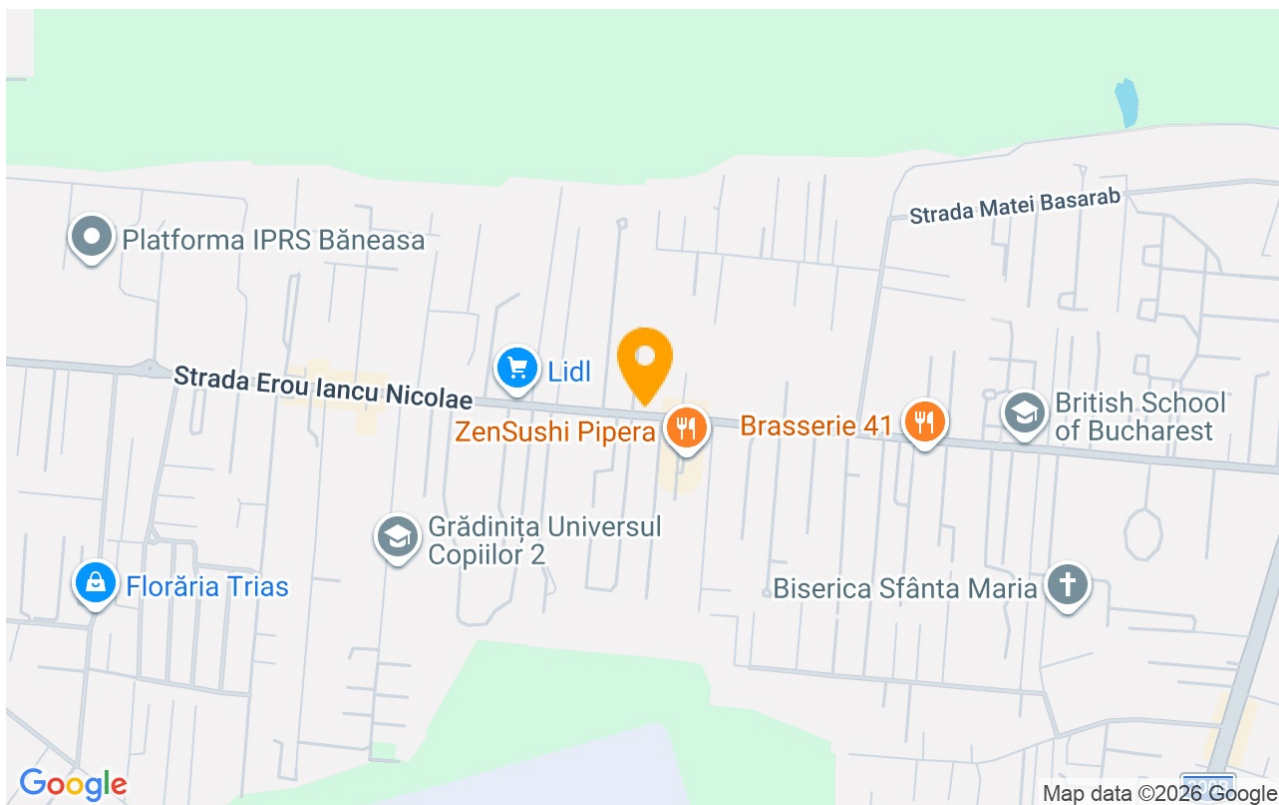 Strada Matei Basarab
Platforma IPRS Băneasa
Strada Erou Iancu Nicolae
Lidl
ZenSushi Pipera
Brasserie 41
British School
of Bucharest
Grădinița Universul
Copiilor 2
Florăria Trias
Biserica Sfânta Maria
Google
Map data ©2026 Google